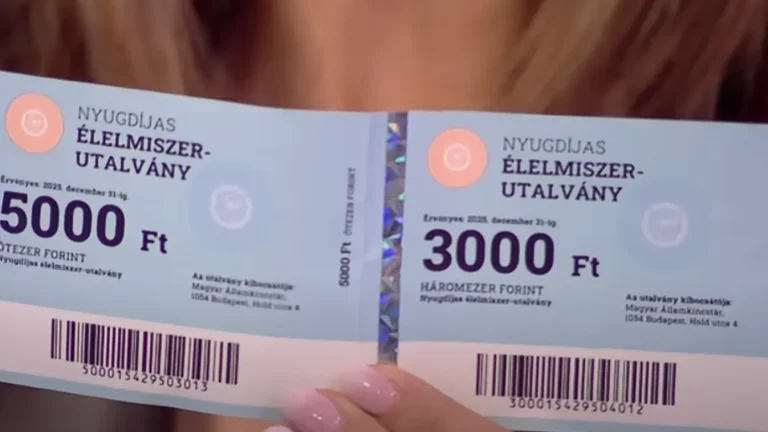 NYUGDÍJAS
ÉLELMISZER-
UTALVÁNY
Érvényes: 2025. december 31-ig.
5000 Ft
ÖTEZER FORINT
Nyugdíjas élelmiszer-utalvány
Az utalvány kibocsátója:
Magyar Államkincstár,
1054 Budapest, Hold utca 4
500015429503013
5000 Ft ÖTEZER FORINT
NYUGDÍJAS
ÉLELMISZER-
UTALVÁNY
Érvényes: 2025. december 31-ig
3000 Ft
HÁROMEZER FORINT
Nyugdíjas élelmiszer-utalvány
Az utalvány kibocsátója:
Magyar Államkincstár,
1054 Budapest, Hold utca 4
300015429504012